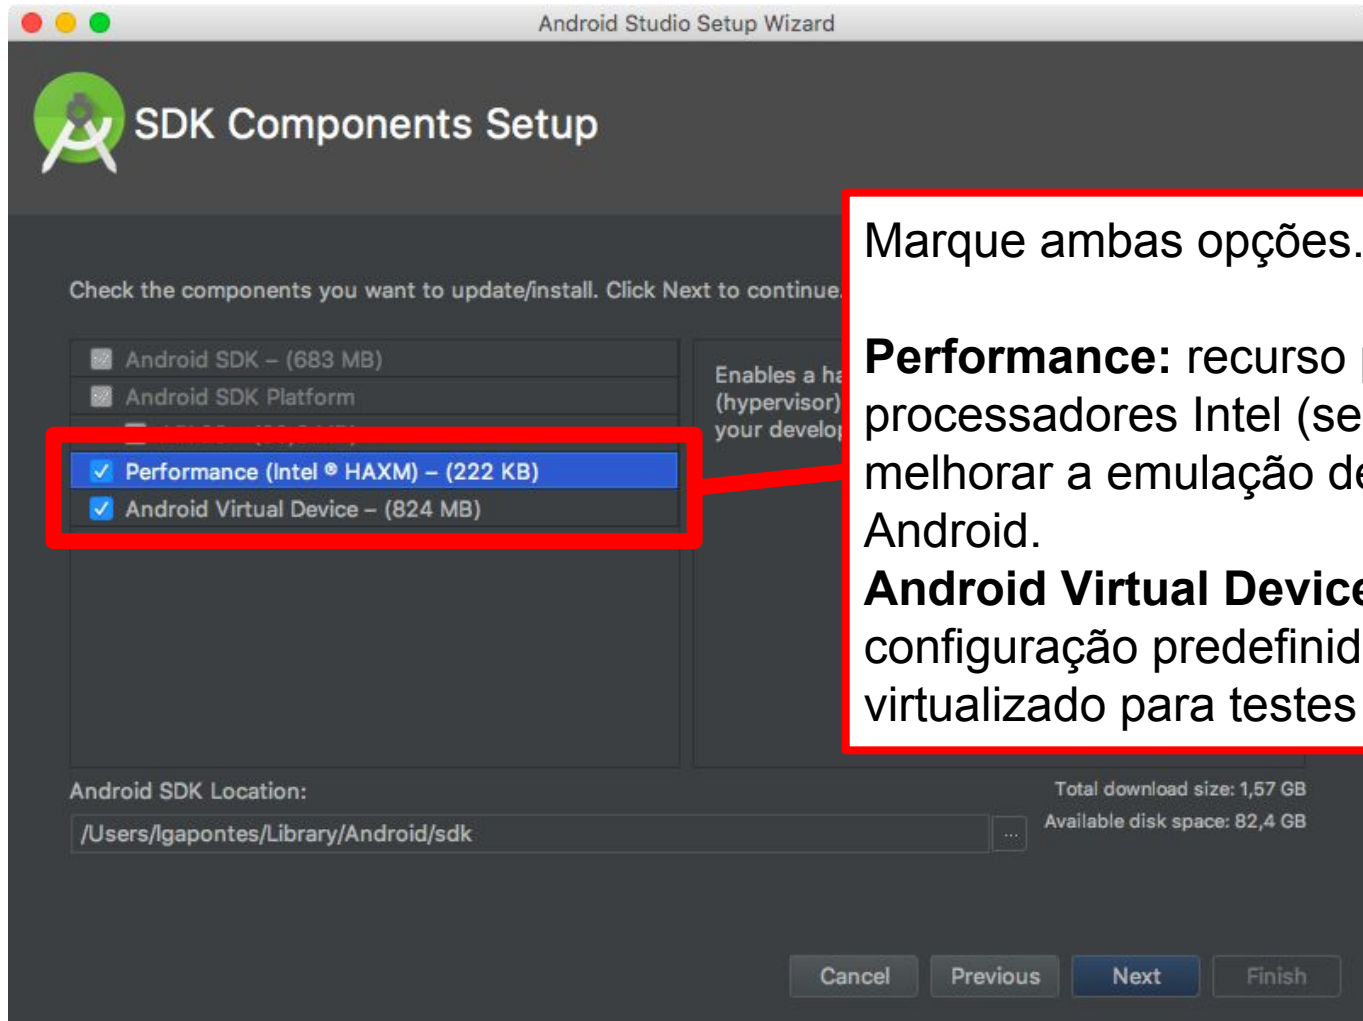 Android Studio Setup Wizard
SDK Components Setup
Check the components you want to update/install. Click Next to continue.
Android SDK – (683 MB)
Android SDK Platform
Performance (Intel ® HAXM) – (222 KB)
Android Virtual Device – (824 MB)
Enables a ha
(hypervisor)
your develop
Marque ambas opções.
Performance: recurso
processadores Intel (se
melhorar a emulação de
Android.
Android Virtual Device
configuração predefinid
virtualizado para testes
Android SDK Location:
/Users/lgapontes/Library/Android/sdk
...
Total download size: 1,57 GB
Available disk space: 82,4 GB
Cancel
Previous
Next
Finish